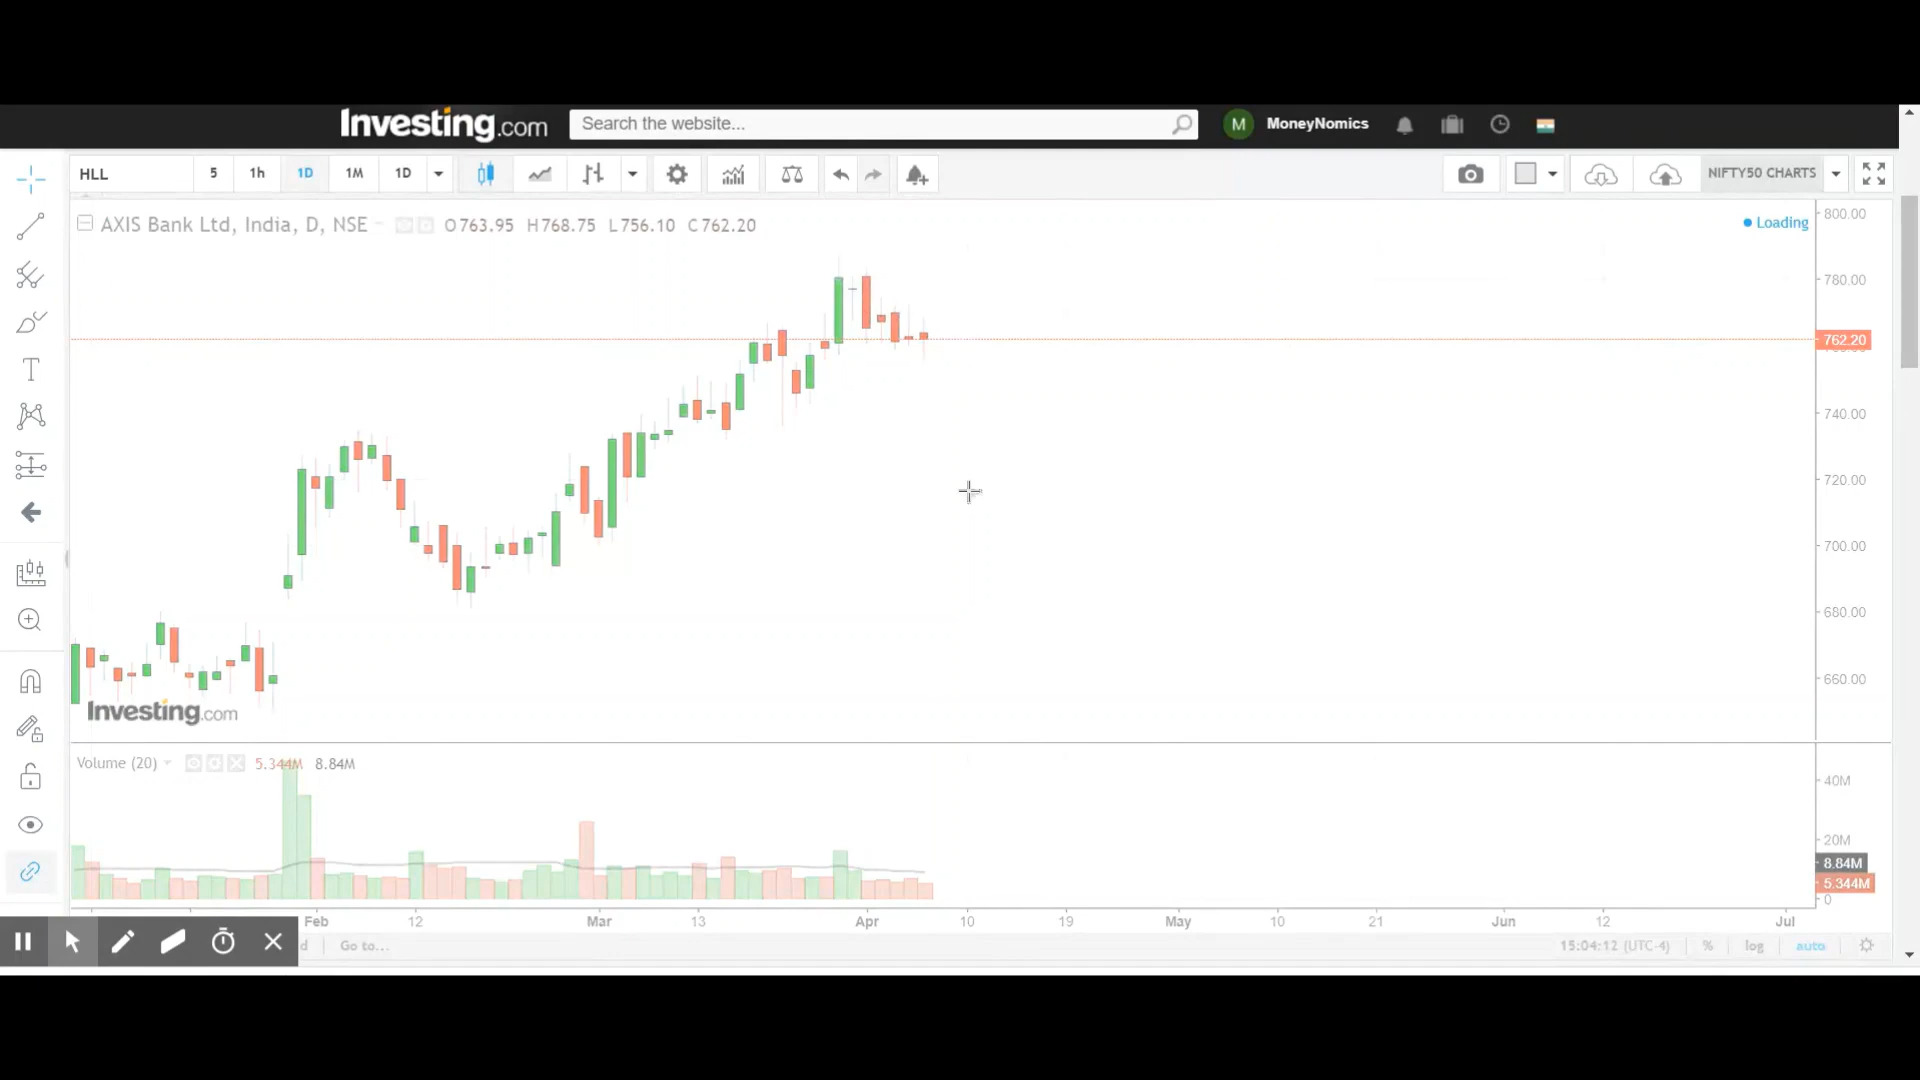 Investing.com
Search the website...
M MoneyNomics
HLL 5 1h 1D 1M 1D NIFTY50 CHARTS
AXIS Bank Ltd, India, D, NSE O763.95 H768.75 L756.10 C762.20
Loading
800.00
780.00
762.20
740.00
720.00
700.00
680.00
660.00
Investing.com
Volume (20) 5.344M 8.84M
40M
20M
8.84M
5.344M
0
Feb 12 Mar 13 Apr 10 19 May 10 21 Jun 12 Jul
d Go to... 15:04:12 (UTC-4) % log auto